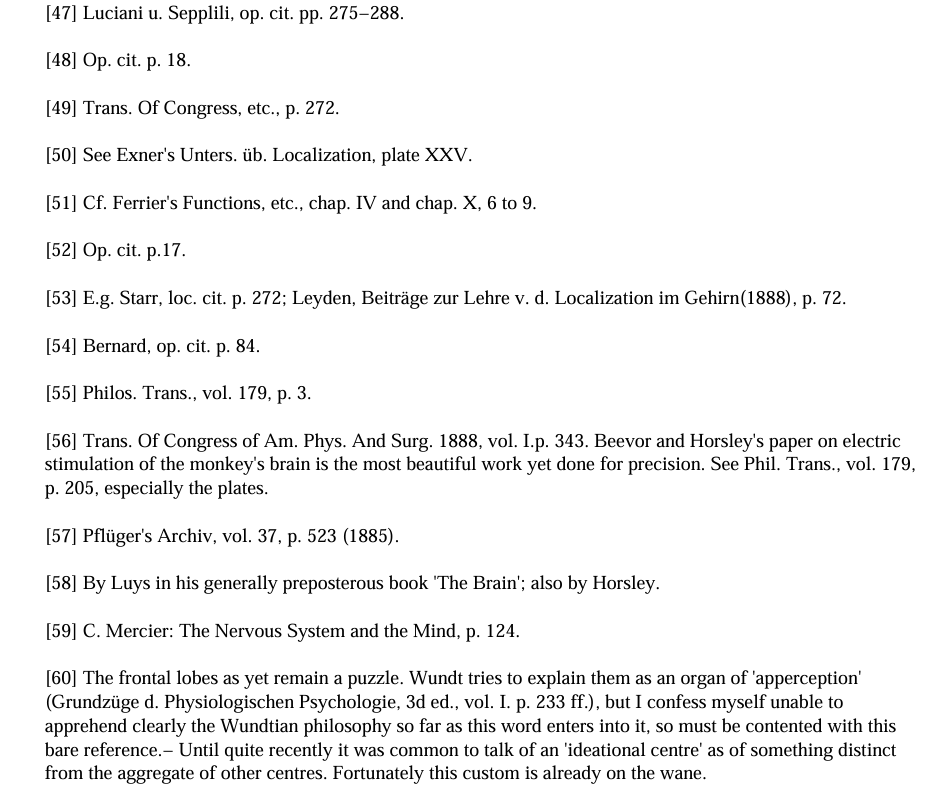 [47] Luciani u. Sepplili, op. cit. pp. 275–288.
[48] Op. cit. p. 18.
[49] Trans. Of Congress, etc., p. 272.
[50] See Exner's Unters. üb. Localization, plate XXV.
[51] Cf. Ferrier's Functions, etc., chap. IV and chap. X, 6 to 9.
[52] Op. cit. p.17.
[53] E.g. Starr, loc. cit. p. 272; Leyden, Beiträge zur Lehre v. d. Localization im Gehirn(1888), p. 72.
[54] Bernard, op. cit. p. 84.
[55] Philos. Trans., vol. 179, p. 3.
[56] Trans. Of Congress of Am. Phys. And Surg. 1888, vol. I.p. 343. Beevor and Horsley's paper on electric
stimulation of the monkey's brain is the most beautiful work yet done for precision. See Phil. Trans., vol. 179,
p. 205, especially the plates.
[57] Pflüger's Archiv, vol. 37, p. 523 (1885).
[58] By Luys in his generally preposterous book 'The Brain'; also by Horsley.
[59] C. Mercier: The Nervous System and the Mind, p. 124.
[60] The frontal lobes as yet remain a puzzle. Wundt tries to explain them as an organ of 'apperception'
(Grundzüge d. Physiologischen Psychologie, 3d ed., vol. I. p. 233 ff.), but I confess myself unable to
apprehend clearly the Wundtian philosophy so far as this word enters into it, so must be contented with this
bare reference.– Until quite recently it was common to talk of an 'ideational centre' as of something distinct
from the aggregate of other centres. Fortunately this custom is already on the wane.